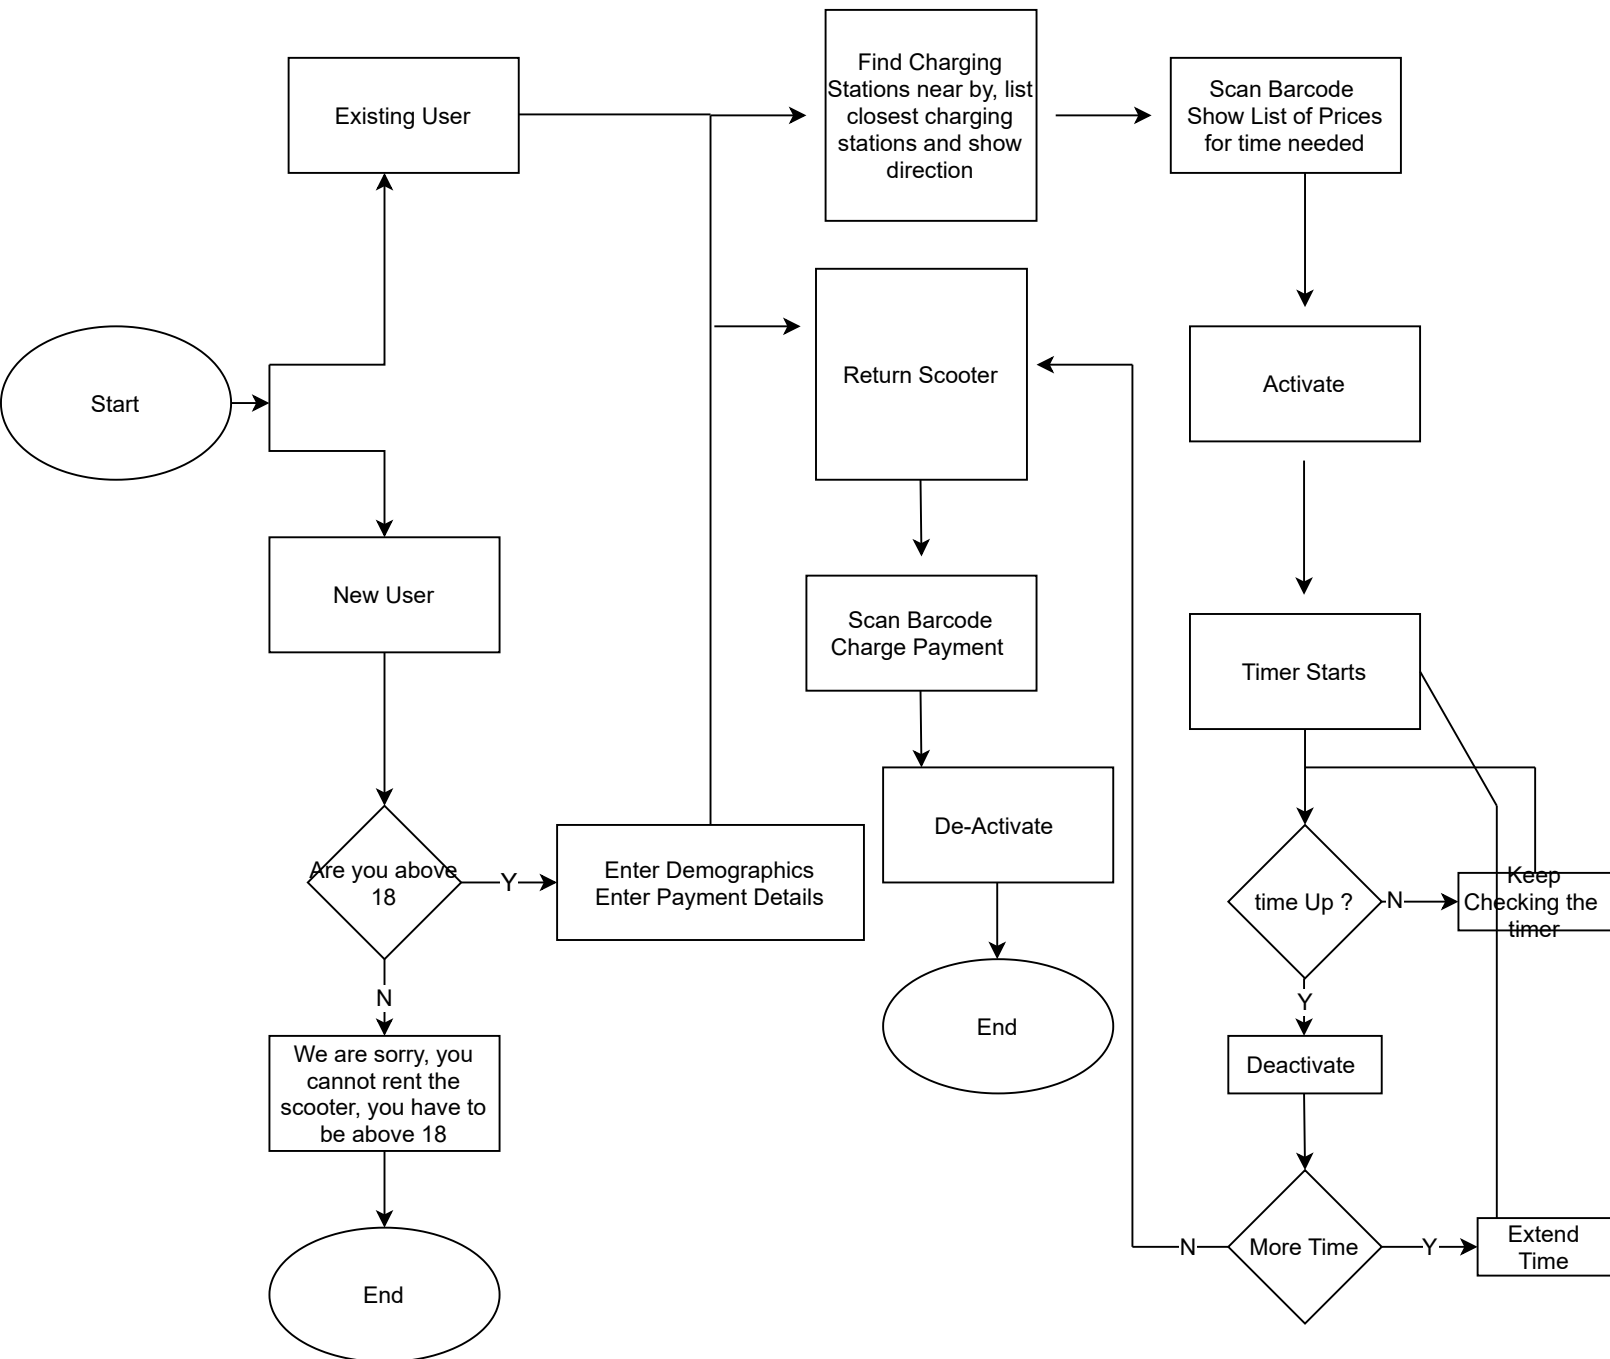 Existing User
Find Charging
Stations near by, list
closest charging
stations and show
direction
Scan Barcode
Show List of Prices
for time needed
Start
Return Scooter
Activate
New User
Scan Barcode
Charge Payment
Timer Starts
De-Activate
Are you above
18
Y
Enter Demographics
Enter Payment Details
time Up ?
N
Keep
Checking the
timer
N
Y
We are sorry, you
cannot rent the
scooter, you have to
be above 18
End
Deactivate
N
More Time
Y
Extend
Time
End